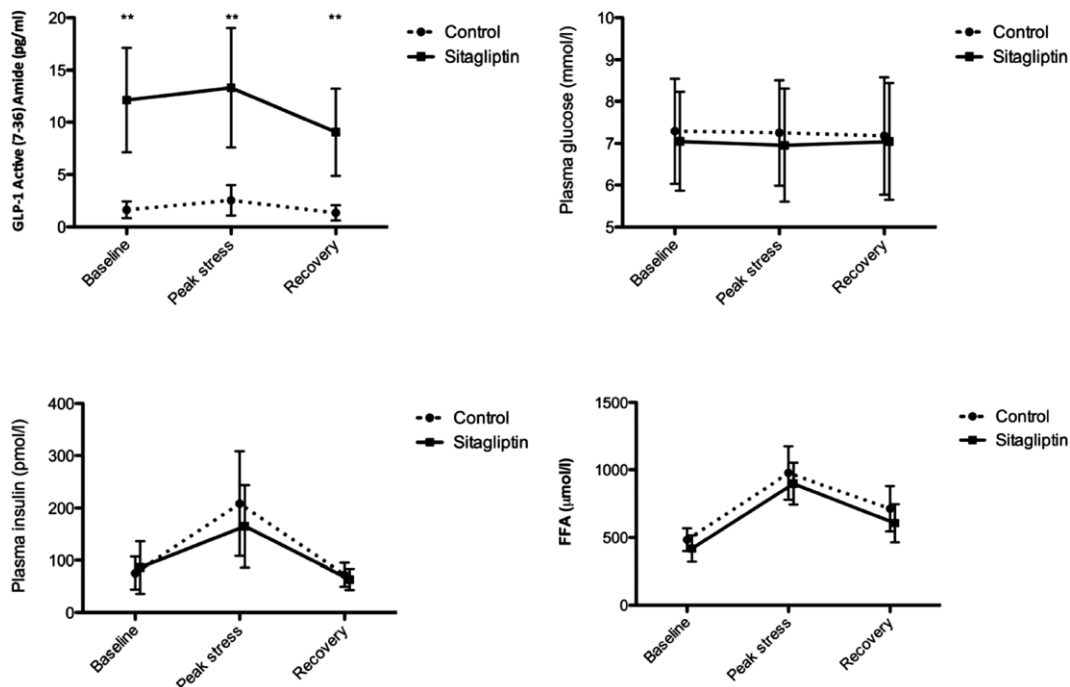 GLP-1 Active (7-36) Amide (pg/ml)
20
15
10
5
0
**
**
**
Control
Sitagliptin
Baseline
Peak stress
Recovery
Plasma glucose (mmol/l)
10
9
8
7
6
5
Control
Sitagliptin
Baseline
Peak stress
Recovery
Plasma insulin (pmol/l)
400
300
200
100
0
Control
Sitagliptin
Baseline
Peak stress
Recovery
FFA (µmol/l)
1500
1000
500
0
Control
Sitagliptin
Baseline
Peak stress
Recovery